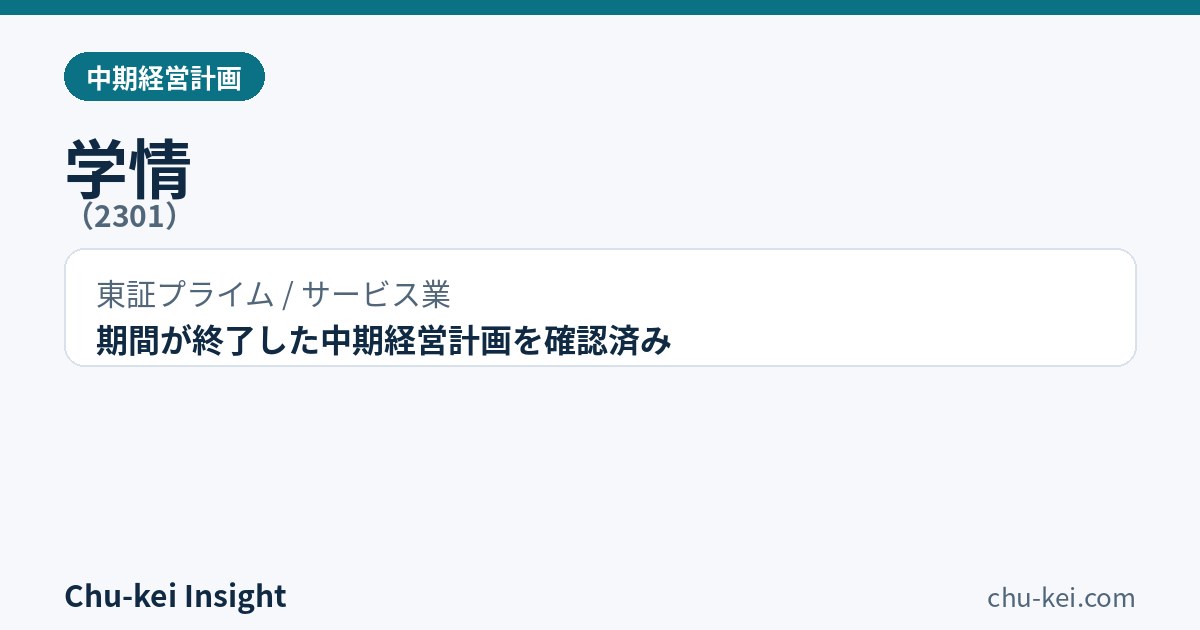 中期経営計画
学情
（2301）
東証プライム / サービス業
期間が終了した中期経営計画を確認済み
Chu-kei Insight
chu-kei.com